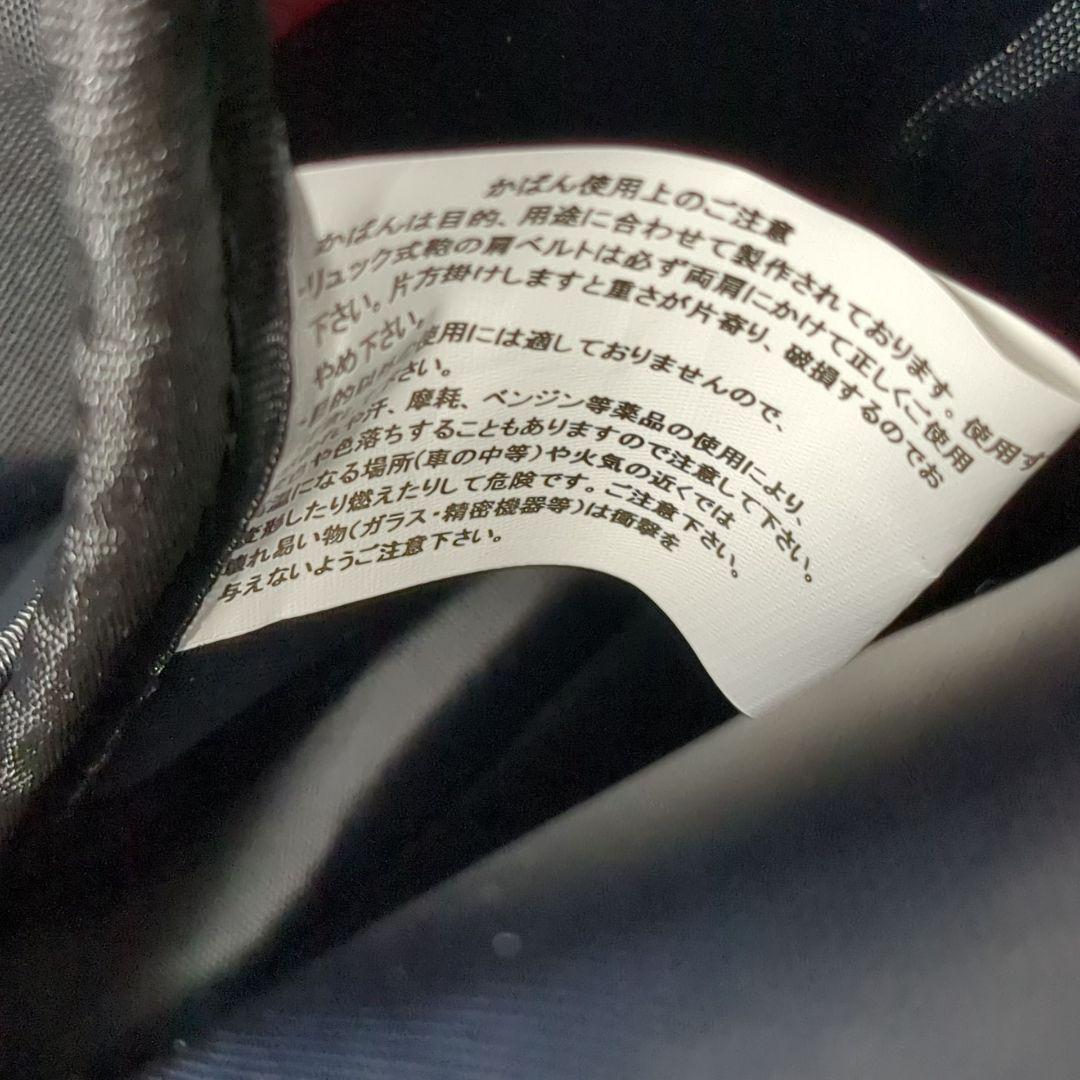 かばん使用上のご注意
かばんは目的、用途に合わせて製作されております。使用す
・リュック式鞄の肩ベルトは必ず両肩にかけて正しくご使用
下さい。片方掛けしますと重さが片寄り、破損するのでお
やめ下さい。
使用には適しておりませんので、
下さい。
や汗、摩耗、ベンジン等薬品の使用により、
や色落ちすることもありますので注意して下さい。
温になる場所(車の中等)や火気の近くでは
変形したり燃えたりして危険です。ご注意下さい。
壊れ易い物(ガラス・精密機器等)は衝撃を
与えないようご注意下さい。